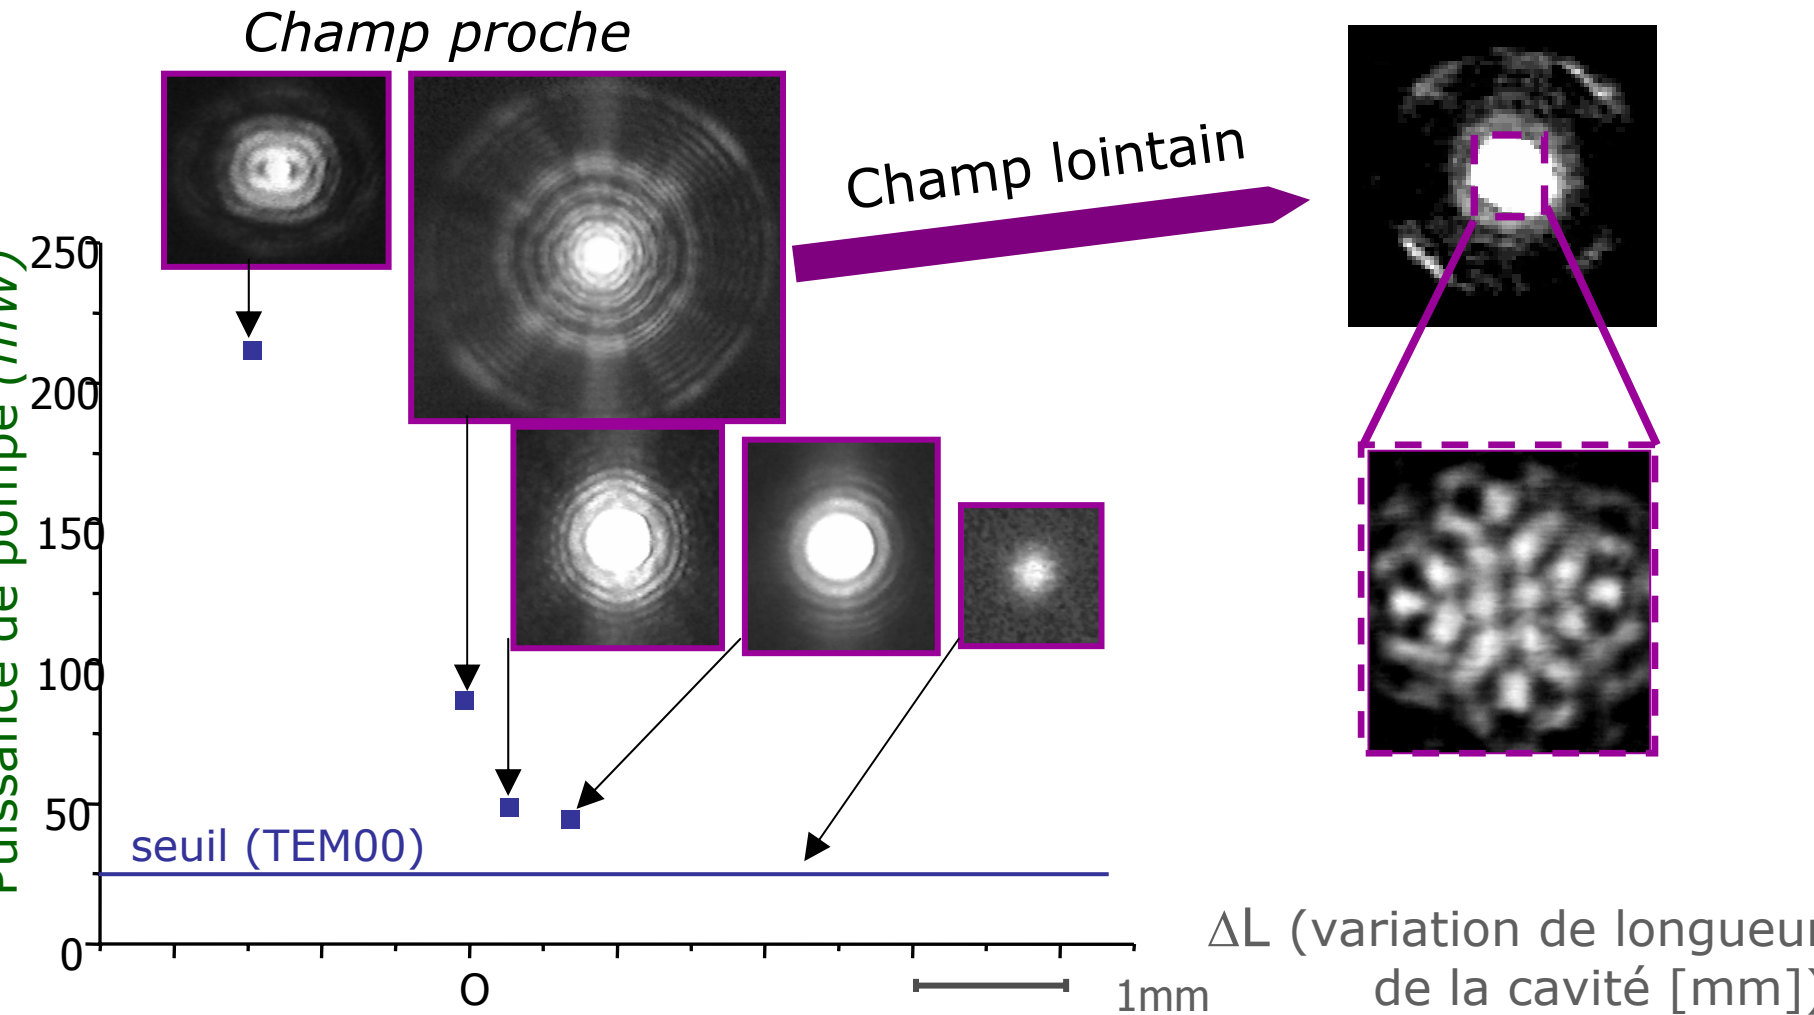 Champ proche
Champ lointain
Puissance de pompe (mW)
250
200
150
100
50
0
seuil (TEM00)
O
1mm
ΔL (variation de longueur
de la cavité [mm])